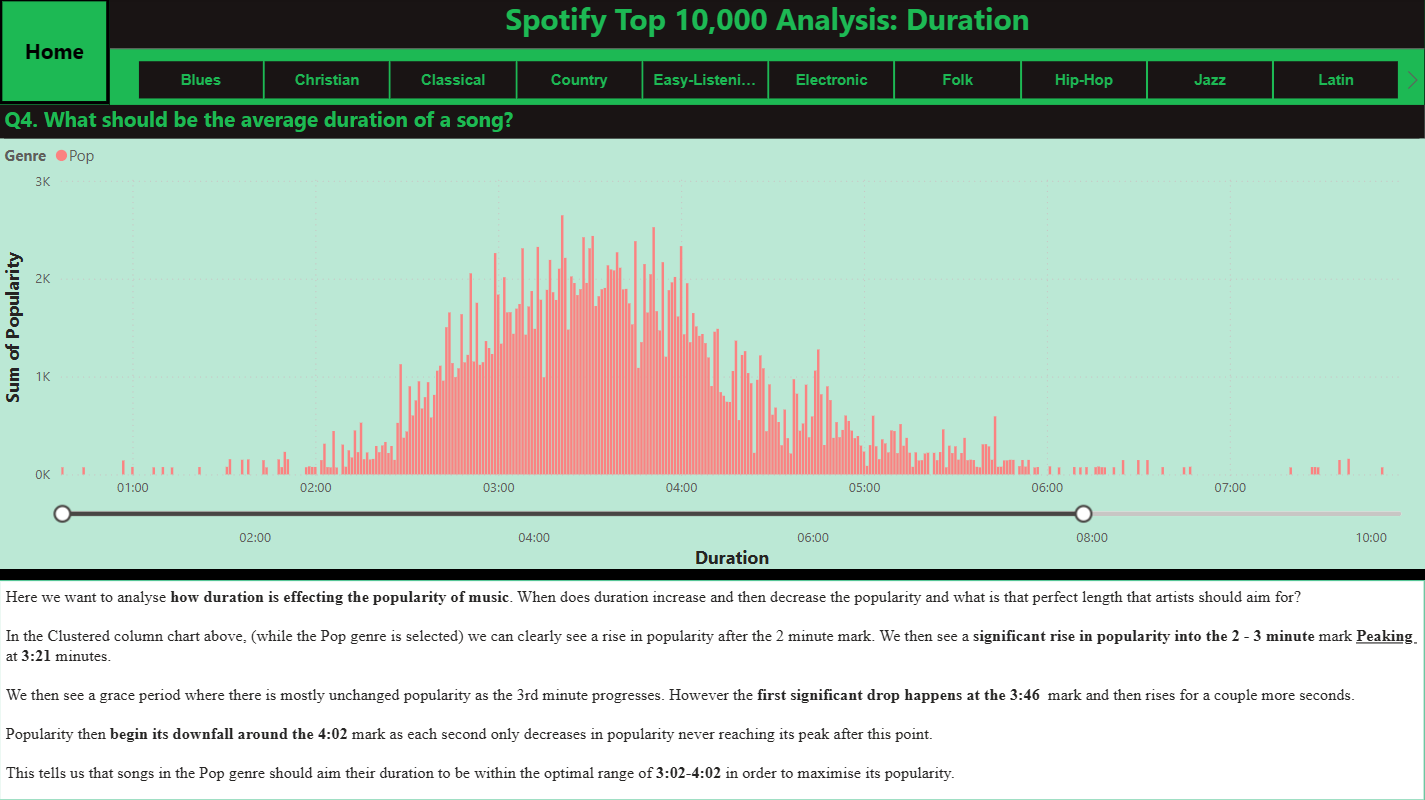 Home
Spotify Top 10,000 Analysis: Duration
Blues
Christian
Classical
Country
Easy-Listeni...
Electronic
Folk
Hip-Hop
Jazz
Latin
Q4. What should be the average duration of a song?
Genre Pop
Sum of Popularity
3K
2K
1K
0K
01:00 02:00 03:00 04:00 05:00 06:00 07:00
02:00 04:00 06:00 08:00 10:00
Duration
Here we want to analyse how duration is effecting the popularity of music. When does duration increase and then decrease the popularity and what is that perfect length that artists should aim for?
In the Clustered column chart above, (while the Pop genre is selected) we can clearly see a rise in popularity after the 2 minute mark. We then see a significant rise in popularity into the 2 - 3 minute mark Peaking
at 3:21 minutes.
We then see a grace period where there is mostly unchanged popularity as the 3rd minute progresses. However the first significant drop happens at the 3:46 mark and then rises for a couple more seconds.
Popularity then begin its downfall around the 4:02 mark as each second only decreases in popularity never reaching its peak after this point.
This tells us that songs in the Pop genre should aim their duration to be within the optimal range of 3:02-4:02 in order to maximise its popularity.